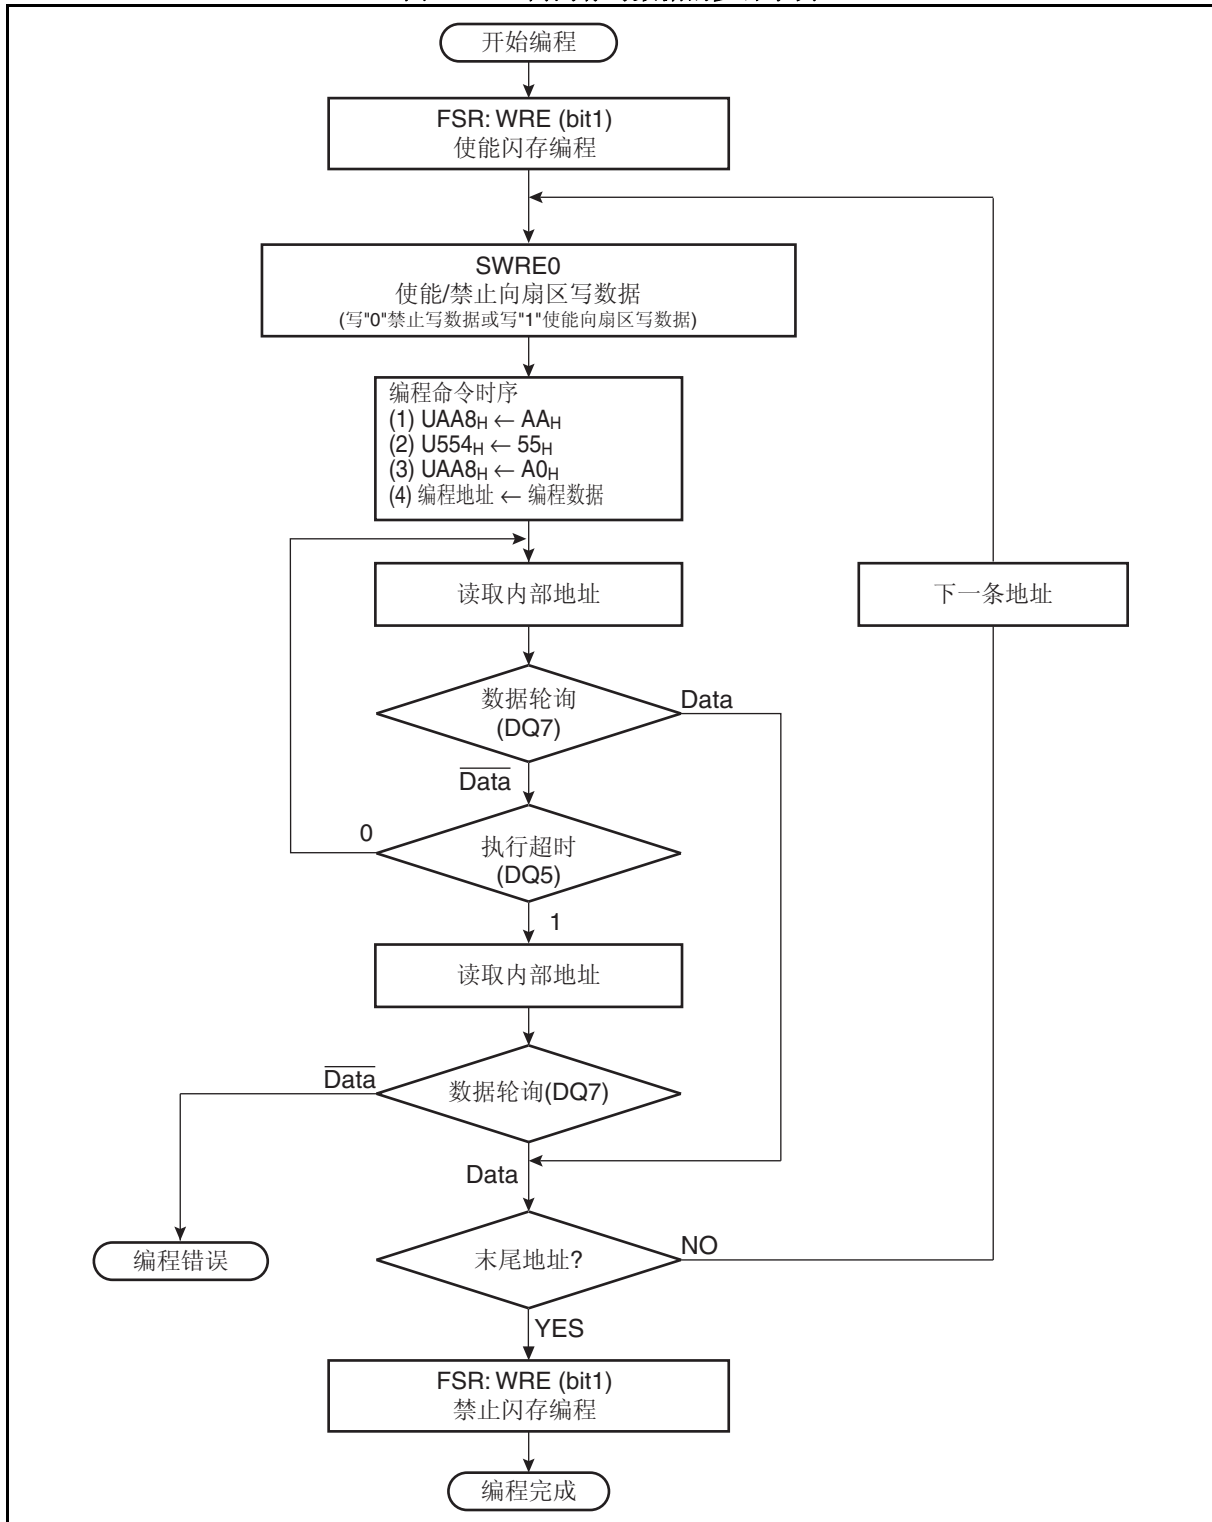 开始编程
FSR: WRE (bit1)
使能闪存编程
SWRE0
使能/禁止向扇区写数据
(写"0"禁止写数据或写"1"使能向扇区写数据)
编程命令时序
(1) UAA8H ← AAH
(2) U554H ← 55H
(3) UAA8H ← A0H
(4) 编程地址 ← 编程数据
读取内部地址
下一条地址
数据轮询
(DQ7)
Data
D̅a̅t̅a̅
0
执行超时
(DQ5)
1
读取内部地址
D̅a̅t̅a̅
数据轮询(DQ7)
Data
编程错误
末尾地址?
NO
YES
FSR: WRE (bit1)
禁止闪存编程
编程完成